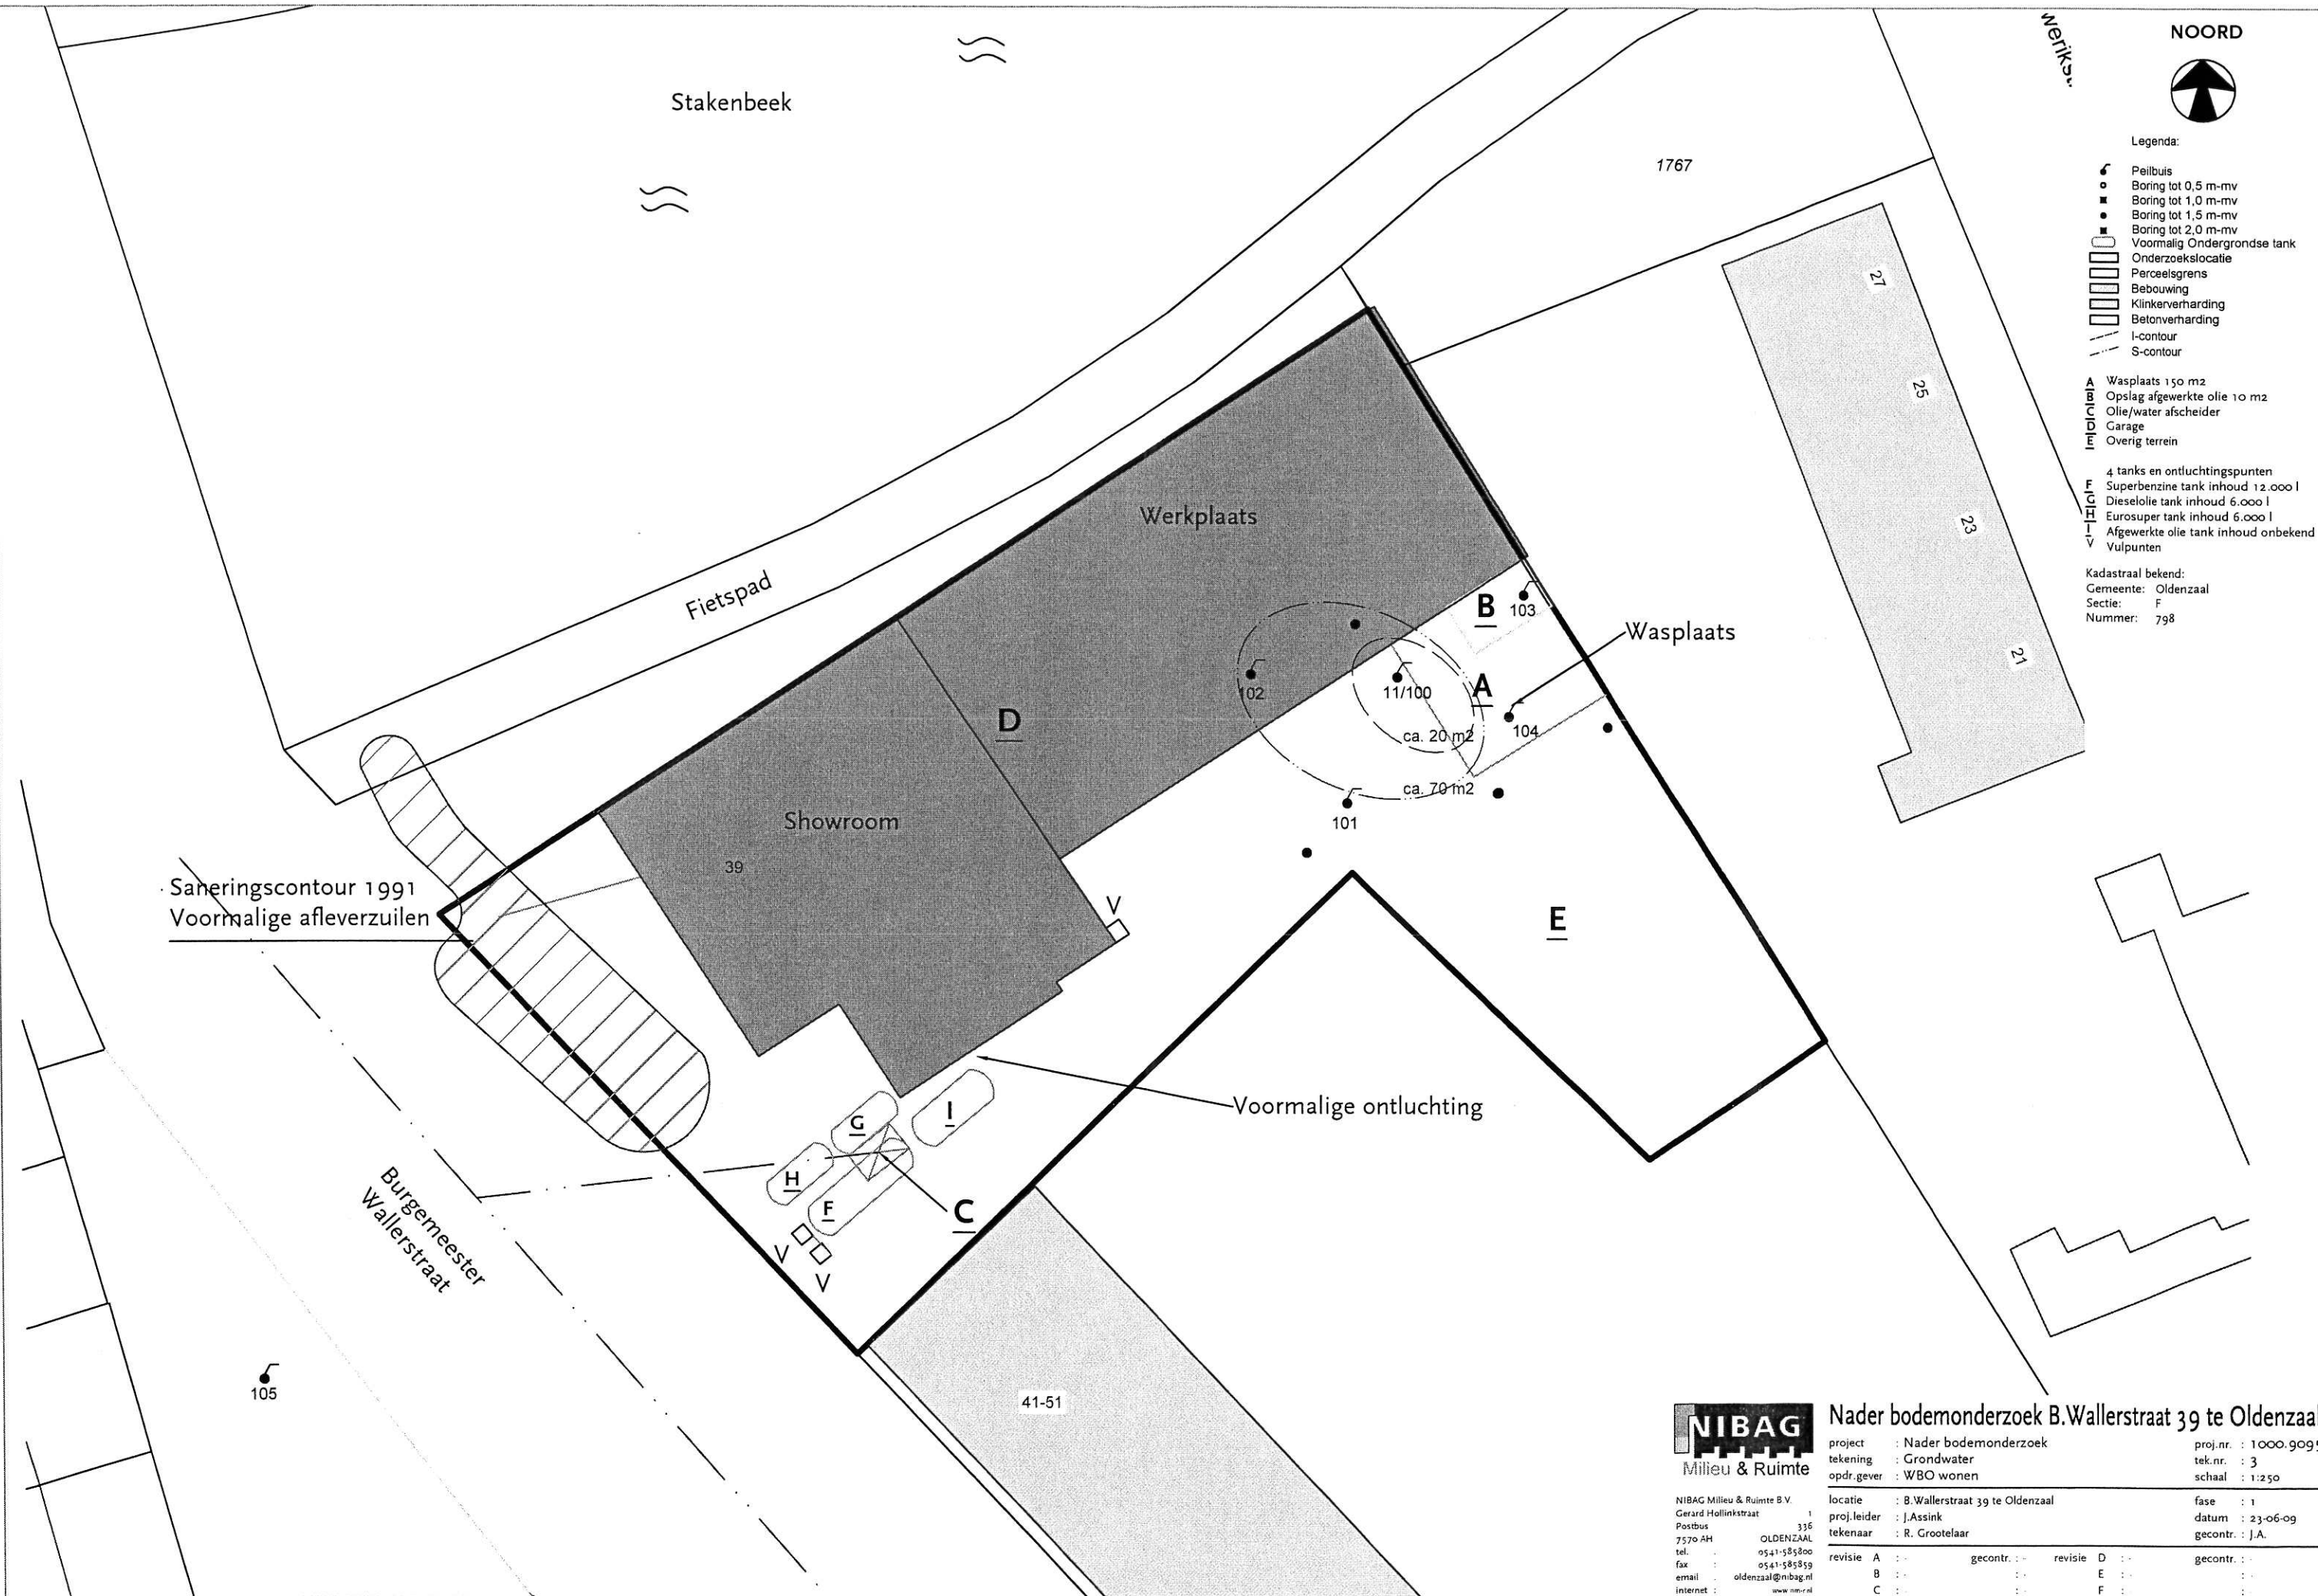 Stakenbeek
1767
NOORD
Legenda:
Peilbuis
Boring tot 0,5 m-mv
Boring tot 1,0 m-mv
Boring tot 1,5 m-mv
Boring tot 2,0 m-mv
Voormalig Ondergrondse tank
Onderzoekslocatie
Perceelsgrens
Bebouwing
Klinkerverharding
Betonverharding
I-contour
S-contour
A Wasplaats 150 m2
B Opslag afgewerkte olie 10 m2
C Olie/water afscheider
D Garage
E Overig terrein
4 tanks en ontluchtingspunten
F Superbenzine tank inhoud 12.000 l
G Dieselolie tank inhoud 6.000 l
H Eurosuper tank inhoud 6.000 l
I Afgewerkte olie tank inhoud onbekend
V Vulpunten
Kadastraal bekend:
Gemeente: Oldenzaal
Sectie: F
Nummer: 798
27
25
23
21
Werkplaats
Fietspad
B
103
Wasplaats
102
11/100
A
104
D
ca. 20 m2
ca. 70 m2
101
Showroom
39
Saneringscontour 1991
Voormalige afleverzuilen
V
E
G
I
Voormalige ontluchting
H
F
C
V
V
Burgemeester
Wallerstraat
105
41-51
NIBAG
Milieu & Ruimte
NIBAG Milieu & Ruimte B.V.
Gerard Hollinkstraat 1
Postbus 336
7570 AH OLDENZAAL
tel. : 0541-585800
fax : 0541-585859
email : oldenzaal@nibag.nl
internet : www.nm-r.nl
Nader bodemonderzoek B.Wallerstraat 39 te Oldenzaal
project : Nader bodemonderzoek proj.nr. : 1000.9095
tekening : Grondwater tek.nr. : 3
opdr.gever : WBO wonen schaal : 1:250
locatie : B.Wallerstraat 39 te Oldenzaal fase : 1
proj.leider : J.Assink datum : 23-06-09
tekenaar : R. Grootelaar gecontr. : J.A.
revisie A : - gecontr. : - revisie D : - gecontr. : -
B : - : - E : - : -
C : - : - F : - : -